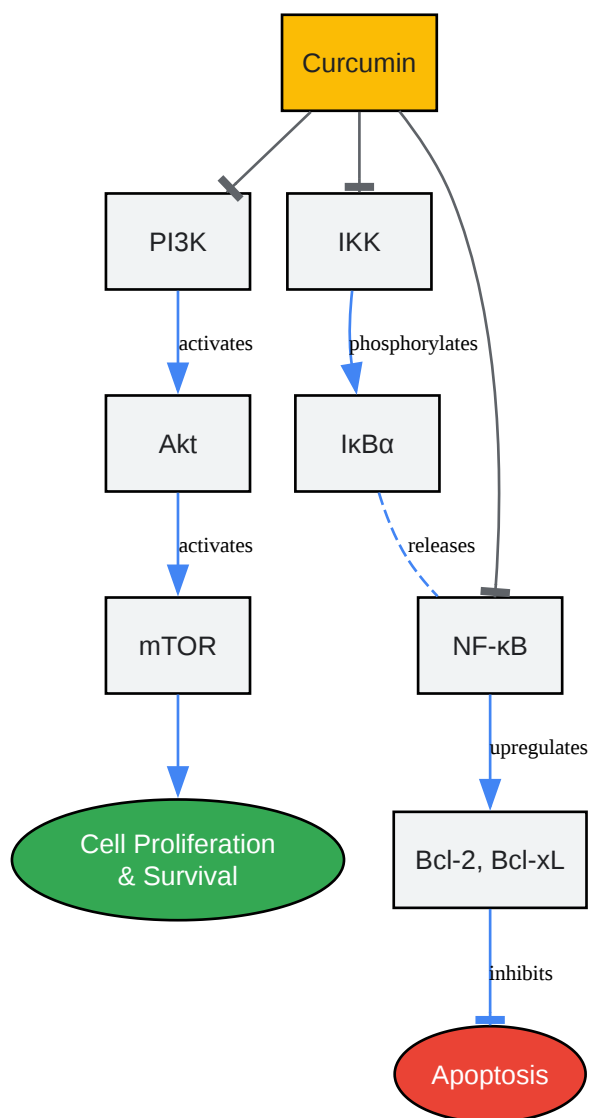 Curcumin
PI3K
IKK
activates
phosphorylates
Akt
IκBα
activates
releases
mTOR
NF-κB
upregulates
Cell Proliferation
& Survival
Bcl-2, Bcl-xL
inhibits
Apoptosis